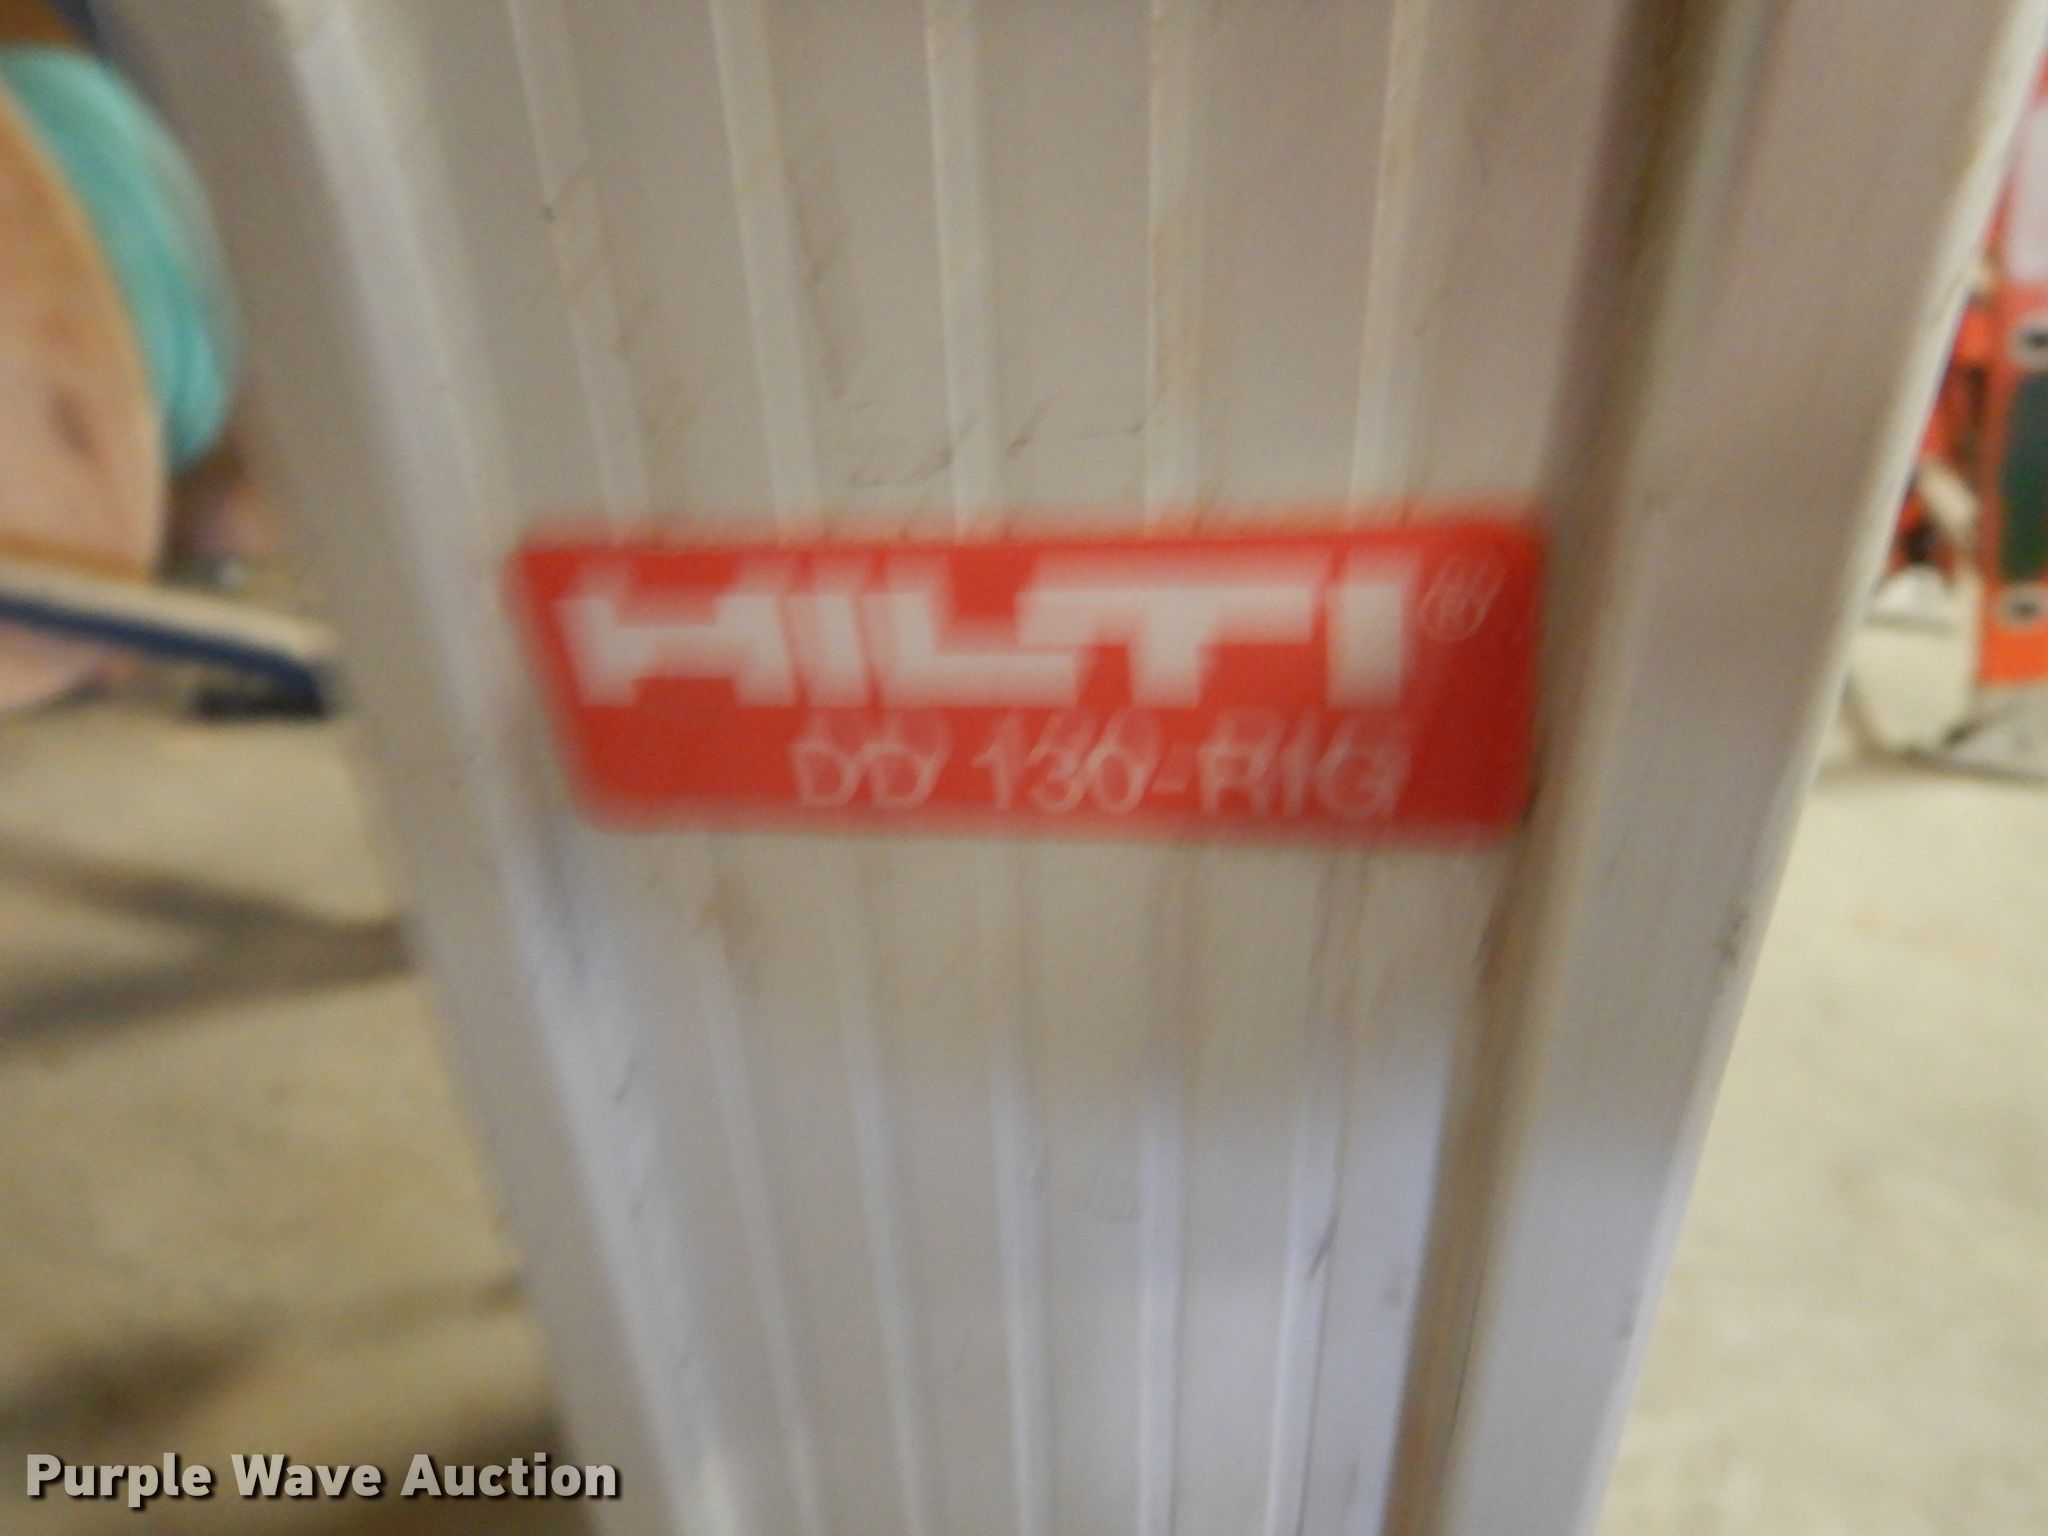 HILTI®
DD 130-RIG
Purple Wave Auction